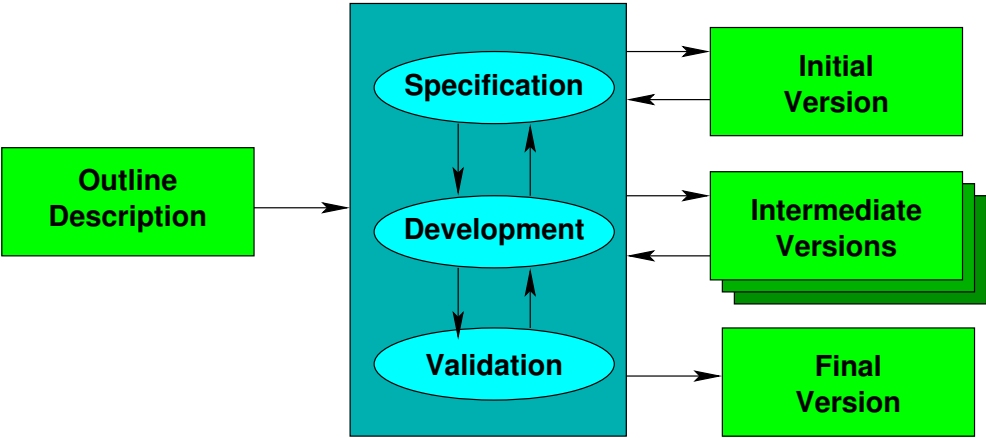 Outline
Description
Specification
Development
Validation
Initial
Version
Intermediate
Versions
Final
Version